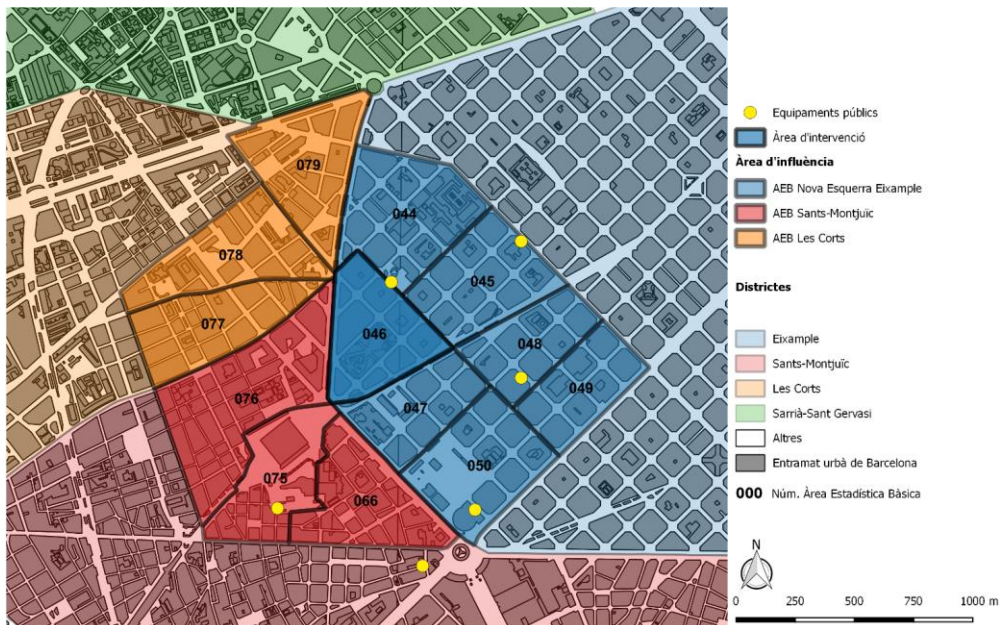 079
044
078
045
077
046
048
049
076
047
050
075
066
Equipaments públics
Àrea d'intervenció
Àrea d'influència
AEB Nova Esquerra Eixample
AEB Sants-Montjuïc
AEB Les Corts
Districtes
Eixample
Sants-Montjuïc
Les Corts
Sarrià-Sant Gervasi
Altres
Entramat urbà de Barcelona
000 Núm. Àrea Estadística Bàsica
N
0 250 500 750 1000 m